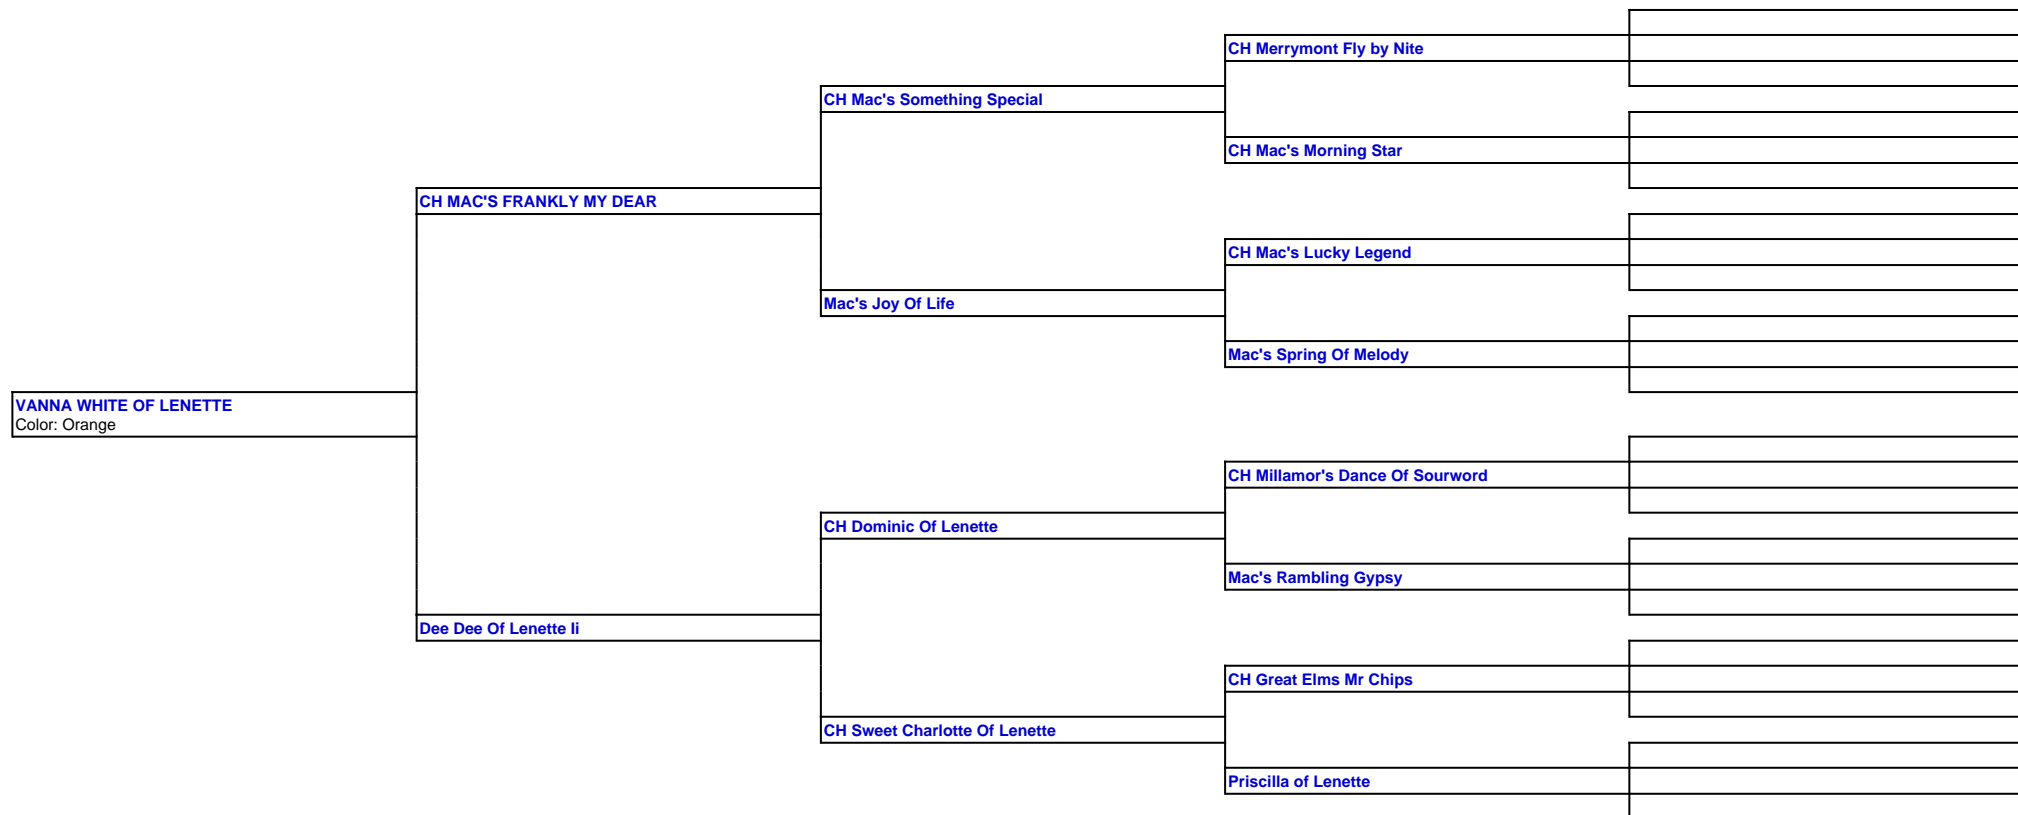 CH Merrymont Fly by Nite
CH Mac's Something Special
CH Mac's Morning Star
CH MAC'S FRANKLY MY DEAR
CH Mac's Lucky Legend
Mac's Joy Of Life
Mac's Spring Of Melody
VANNA WHITE OF LENETTE
Color: Orange
CH Millamor's Dance Of Sourword
CH Dominic Of Lenette
Mac's Rambling Gypsy
Dee Dee Of Lenette Ii
CH Great Elms Mr Chips
CH Sweet Charlotte Of Lenette
Priscilla of Lenette